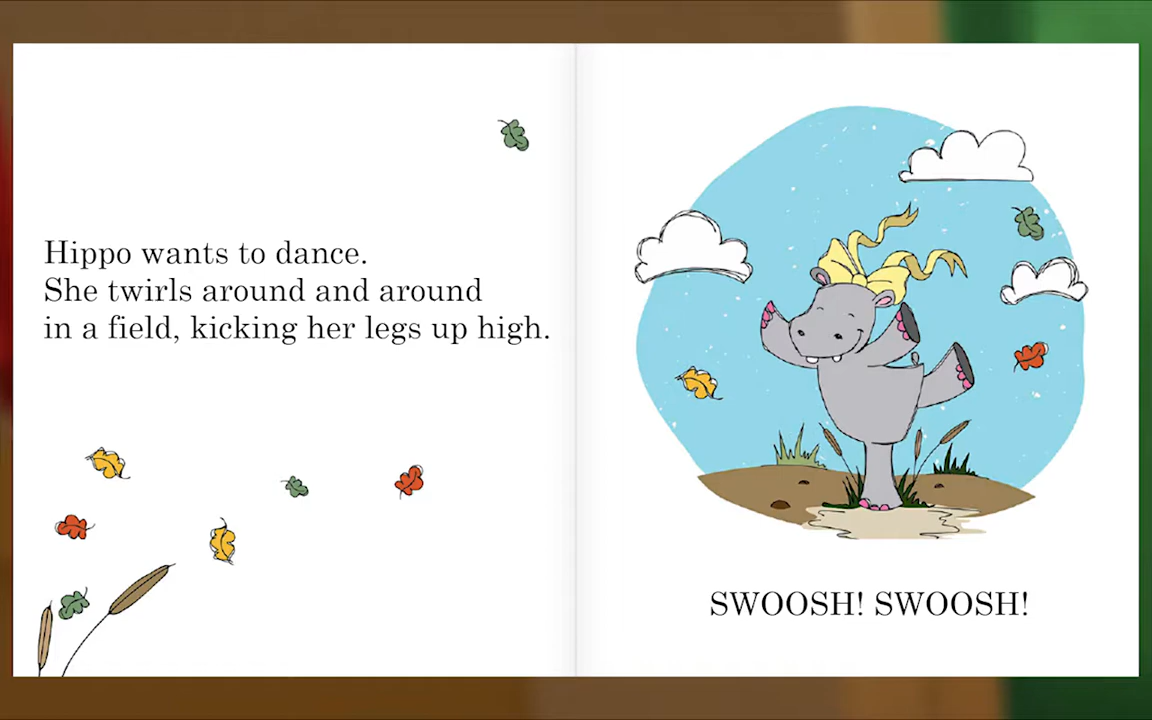 Hippo wants to dance.
She twirls around and around
in a field, kicking her legs up high.
SWOOSH! SWOOSH!